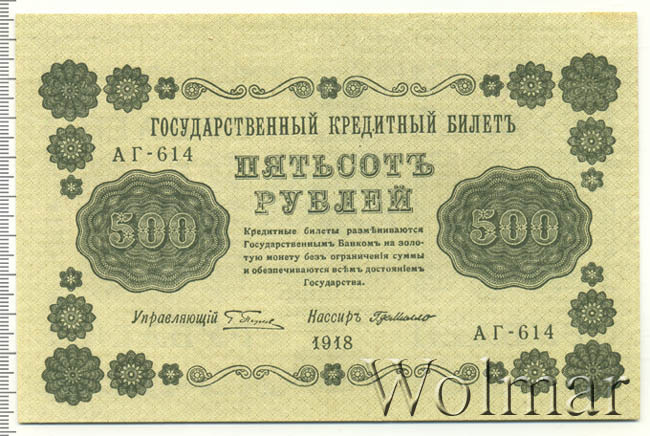 ГОСУДАРСТВЕННЫЙ КРЕДИТНЫЙ БИЛЕТЪ
АГ-614
ПЯТЬСОТЪ
РУБЛЕЙ
500
500
Кредитные билеты размѣниваются
Государственнымъ Банкомъ на золо-
тую монету безъ ограниченія суммы
и обезпечиваются всѣмъ достояніемъ
Государства.
Управляющій
Кассиръ
АГ-614
1918
Wolmar